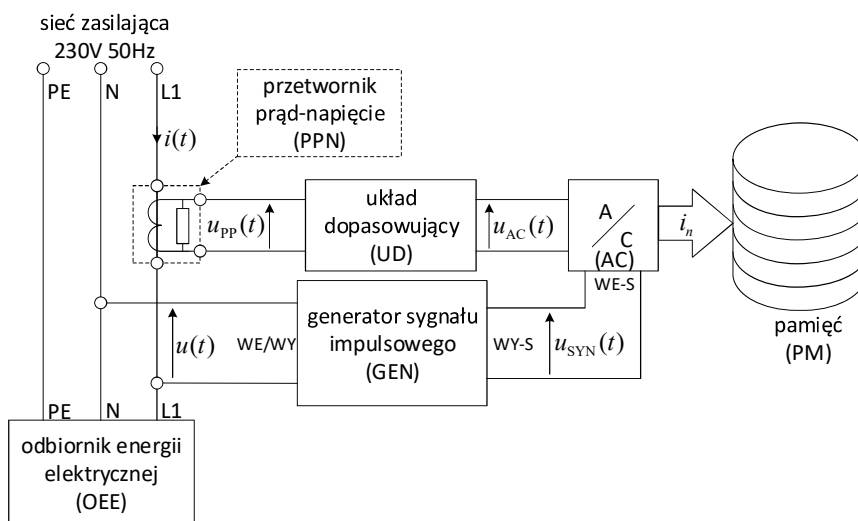 sieć zasilająca
230V 50Hz
PE N L1
i(t)
przetwornik
prąd-napięcie
(PPN)
u_PP(t)
układ
dopasowujący
(UD)
u_AC(t)
A
C
(AC)
WE-S
i_n
pamięć
(PM)
u(t)
WE/WY
generator sygnału
impulsowego
(GEN)
WY-S
u_SYN(t)
PE N L1
odbiornik energii
elektrycznej
(OEE)